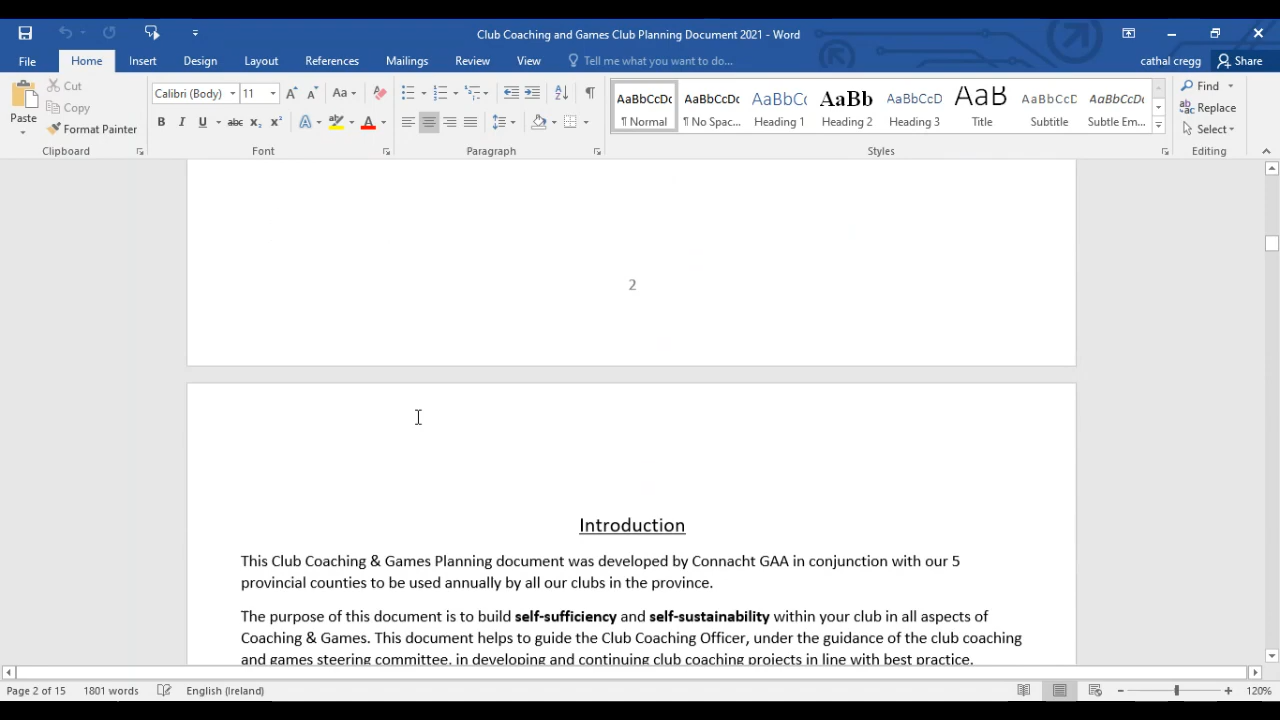 Club Coaching and Games Club Planning Document 2021 - Word
File Home Insert Design Layout References Mailings Review View Tell me what you want to do... cathal cregg Share
Paste Cut Copy Format Painter
Calibri (Body) 11 Aa
B I U abc X₂ X² A A
AaBbCcDc AaBbCcDc AaBbCc AaBb AaBbCcD AaB AaBbCcD AaBbCcDc
¶ Normal ¶ No Spac... Heading 1 Heading 2 Heading 3 Title Subtitle Subtle Em...
Find
Replace
Select
Clipboard Font Paragraph Styles Editing
2
Introduction
This Club Coaching & Games Planning document was developed by Connacht GAA in conjunction with our 5
provincial counties to be used annually by all our clubs in the province.
The purpose of this document is to build self-sufficiency and self-sustainability within your club in all aspects of
Coaching & Games. This document helps to guide the Club Coaching Officer, under the guidance of the club coaching
and games steering committee, in developing and continuing club coaching projects in line with best practice.
Page 2 of 15 1801 words English (Ireland) 120%